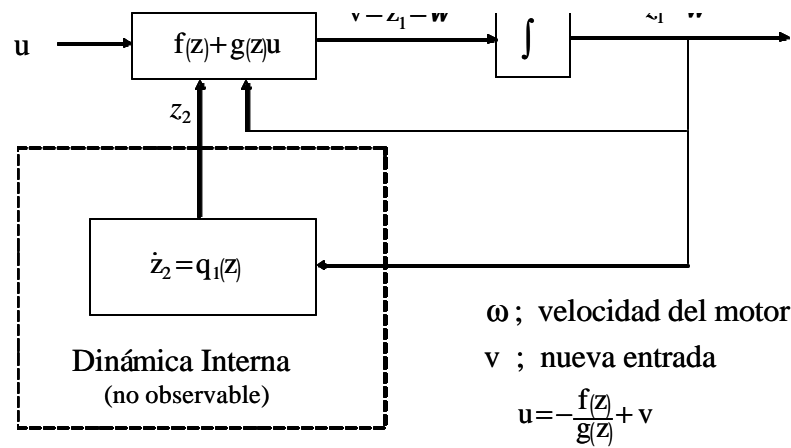 u
f(z)+g(z)u
∫
z₂
ż₂=q₁(z)
Dinámica Interna
(no observable)
ω ; velocidad del motor
v ; nueva entrada
u=-f(z)/g(z)+v